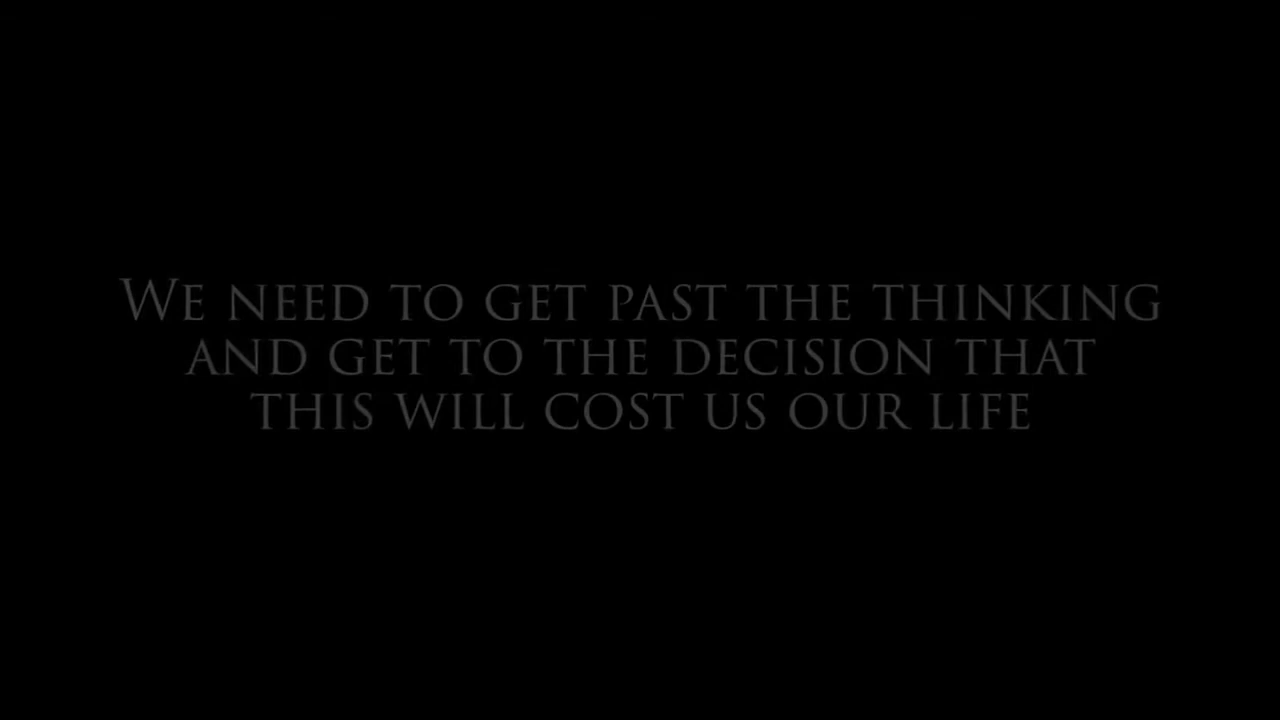 We need to get past the thinking
and get to the decision that
this will cost us our life